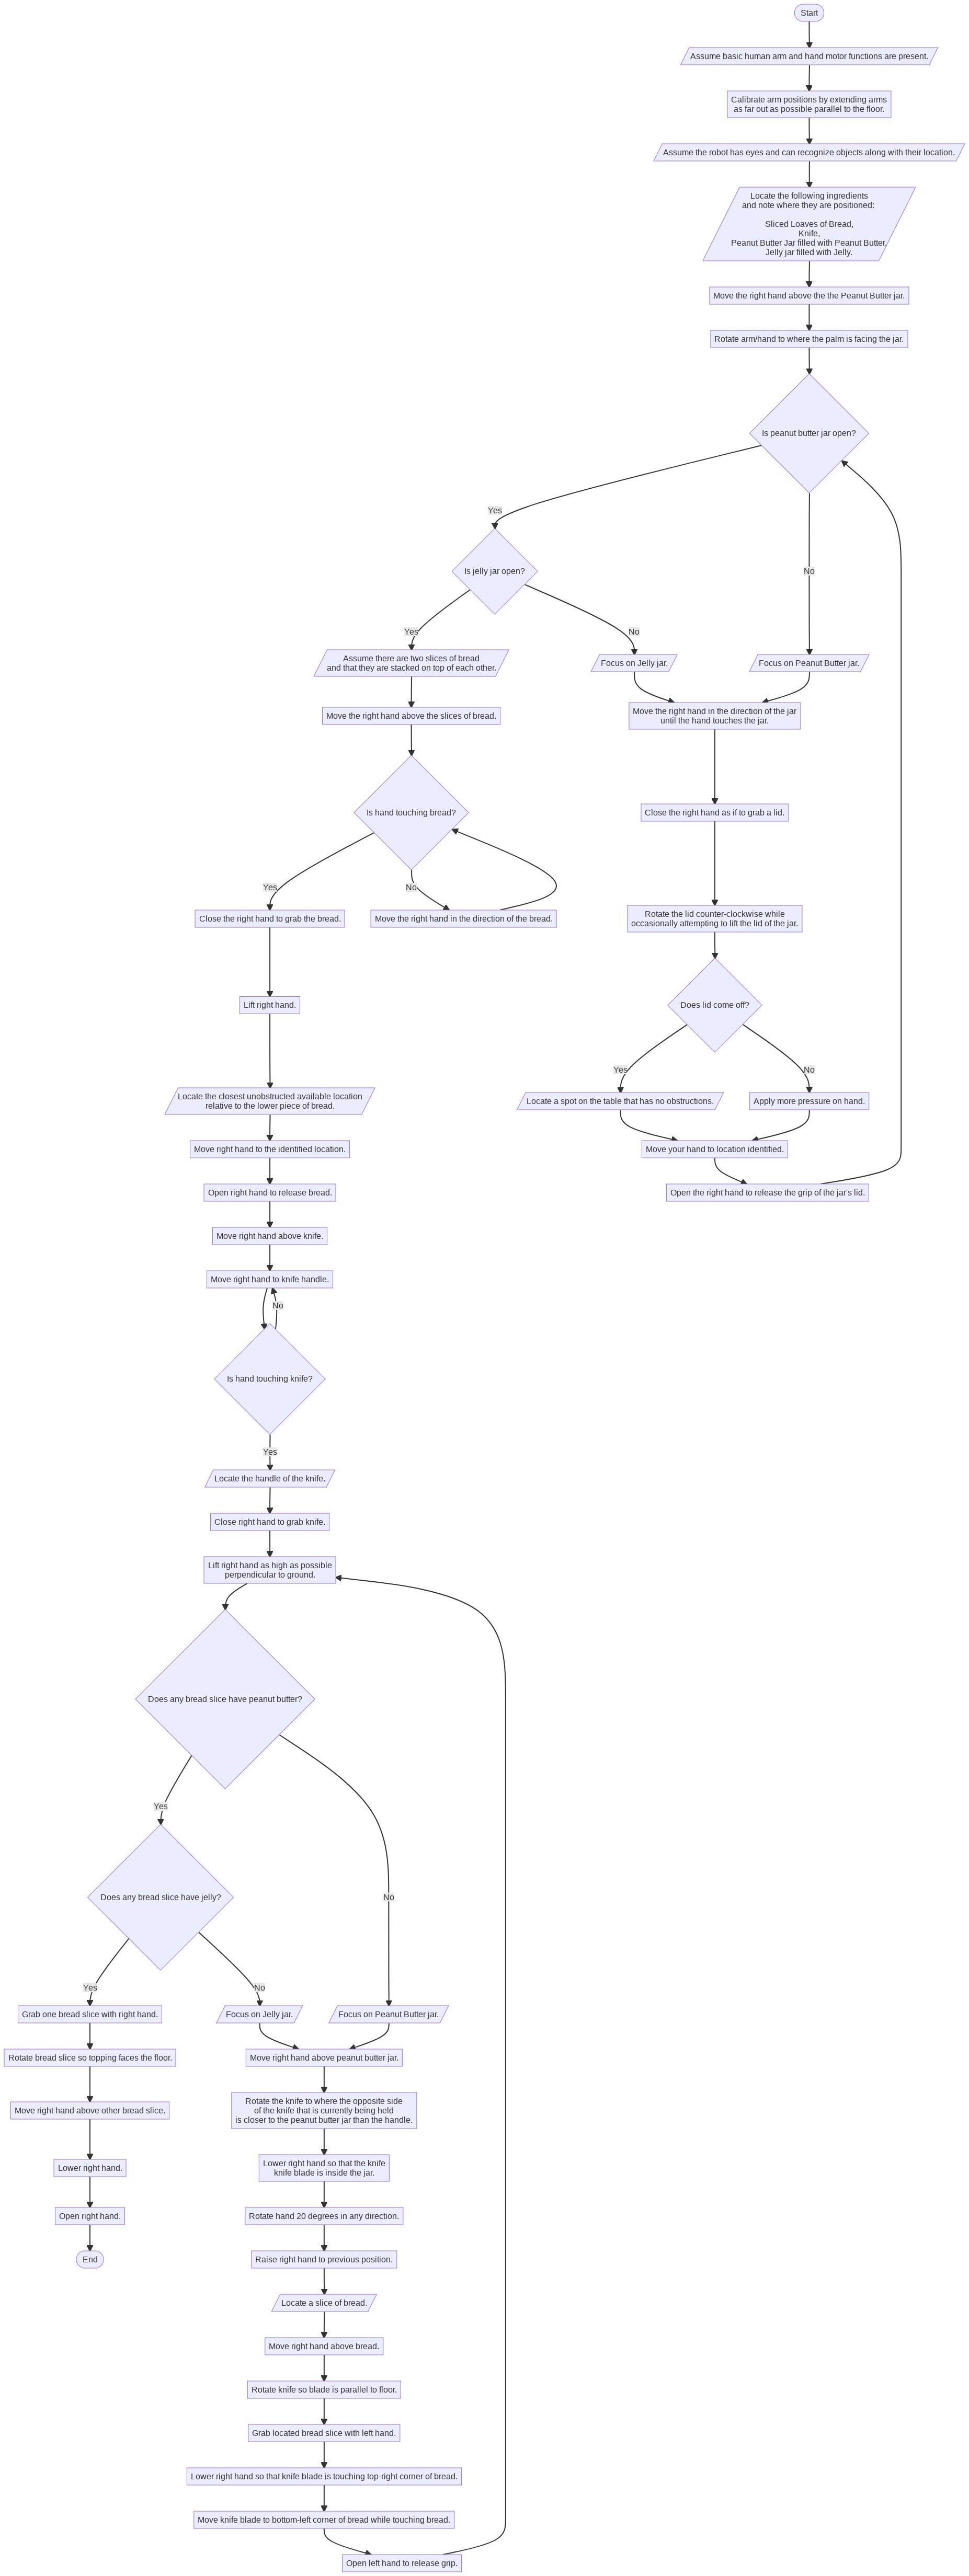 Start
Assume basic human arm and hand motor functions are present.
Calibrate arm positions by extending arms
as far out as possible parallel to the floor.
Assume the robot has eyes and can recognize objects along with their location.
Locate the following ingredients
and note where they are positioned:
Sliced Loaves of Bread,
Knife,
Peanut Butter Jar filled with Peanut Butter,
Jelly jar filled with Jelly.
Move the right hand above the the Peanut Butter jar.
Rotate arm/hand to where the palm is facing the jar.
Is peanut butter jar open?
Yes
No
Is jelly jar open?
Yes
No
Assume there are two slices of bread
and that they are stacked on top of each other.
Focus on Jelly jar.
Focus on Peanut Butter jar.
Move the right hand above the slices of bread.
Move the right hand in the direction of the jar
until the hand touches the jar.
Is hand touching bread?
Close the right hand as if to grab a lid.
Yes
No
Close the right hand to grab the bread.
Move the right hand in the direction of the bread.
Rotate the lid counter-clockwise while
occasionally attempting to lift the lid of the jar.
Lift right hand.
Does lid come off?
Yes
No
Locate the closest unobstructed available location
relative to the lower piece of bread.
Locate a spot on the table that has no obstructions.
Apply more pressure on hand.
Move right hand to the identified location.
Move your hand to location identified.
Open right hand to release bread.
Open the right hand to release the grip of the jar's lid.
Move right hand above knife.
Move right hand to knife handle.
No
Is hand touching knife?
Yes
Locate the handle of the knife.
Close right hand to grab knife.
Lift right hand as high as possible
perpendicular to ground.
Does any bread slice have peanut butter?
Yes
Does any bread slice have jelly?
No
Yes
No
Grab one bread slice with right hand.
Focus on Jelly jar.
Focus on Peanut Butter jar.
Rotate bread slice so topping faces the floor.
Move right hand above peanut butter jar.
Move right hand above other bread slice.
Rotate the knife to where the opposite side
of the knife that is currently being held
is closer to the peanut butter jar than the handle.
Lower right hand.
Lower right hand so that the knife
knife blade is inside the jar.
Open right hand.
Rotate hand 20 degrees in any direction.
End
Raise right hand to previous position.
Locate a slice of bread.
Move right hand above bread.
Rotate knife so blade is parallel to floor.
Grab located bread slice with left hand.
Lower right hand so that knife blade is touching top-right corner of bread.
Move knife blade to bottom-left corner of bread while touching bread.
Open left hand to release grip.